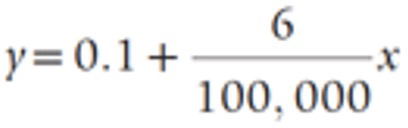 y = 0.1 + 6/100,000 x